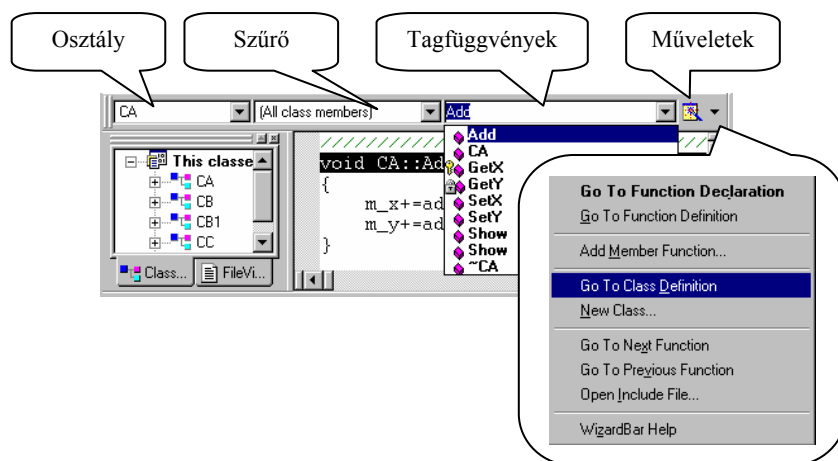 Osztály
Szűrő
Tagfüggvények
Műveletek
CA
(All class members)
Add
This classe
CA
CB
CB1
CC
Class...
FileVi...
void CA::Ad
{
m_x+=ad
m_y+=ad
}
Add
CA
GetX
GetY
SetX
SetY
Show
Show
~CA
Go To Function Declaration
Go To Function Definition
Add Member Function...
Go To Class Definition
New Class...
Go To Next Function
Go To Previous Function
Open Include File...
WizardBar Help